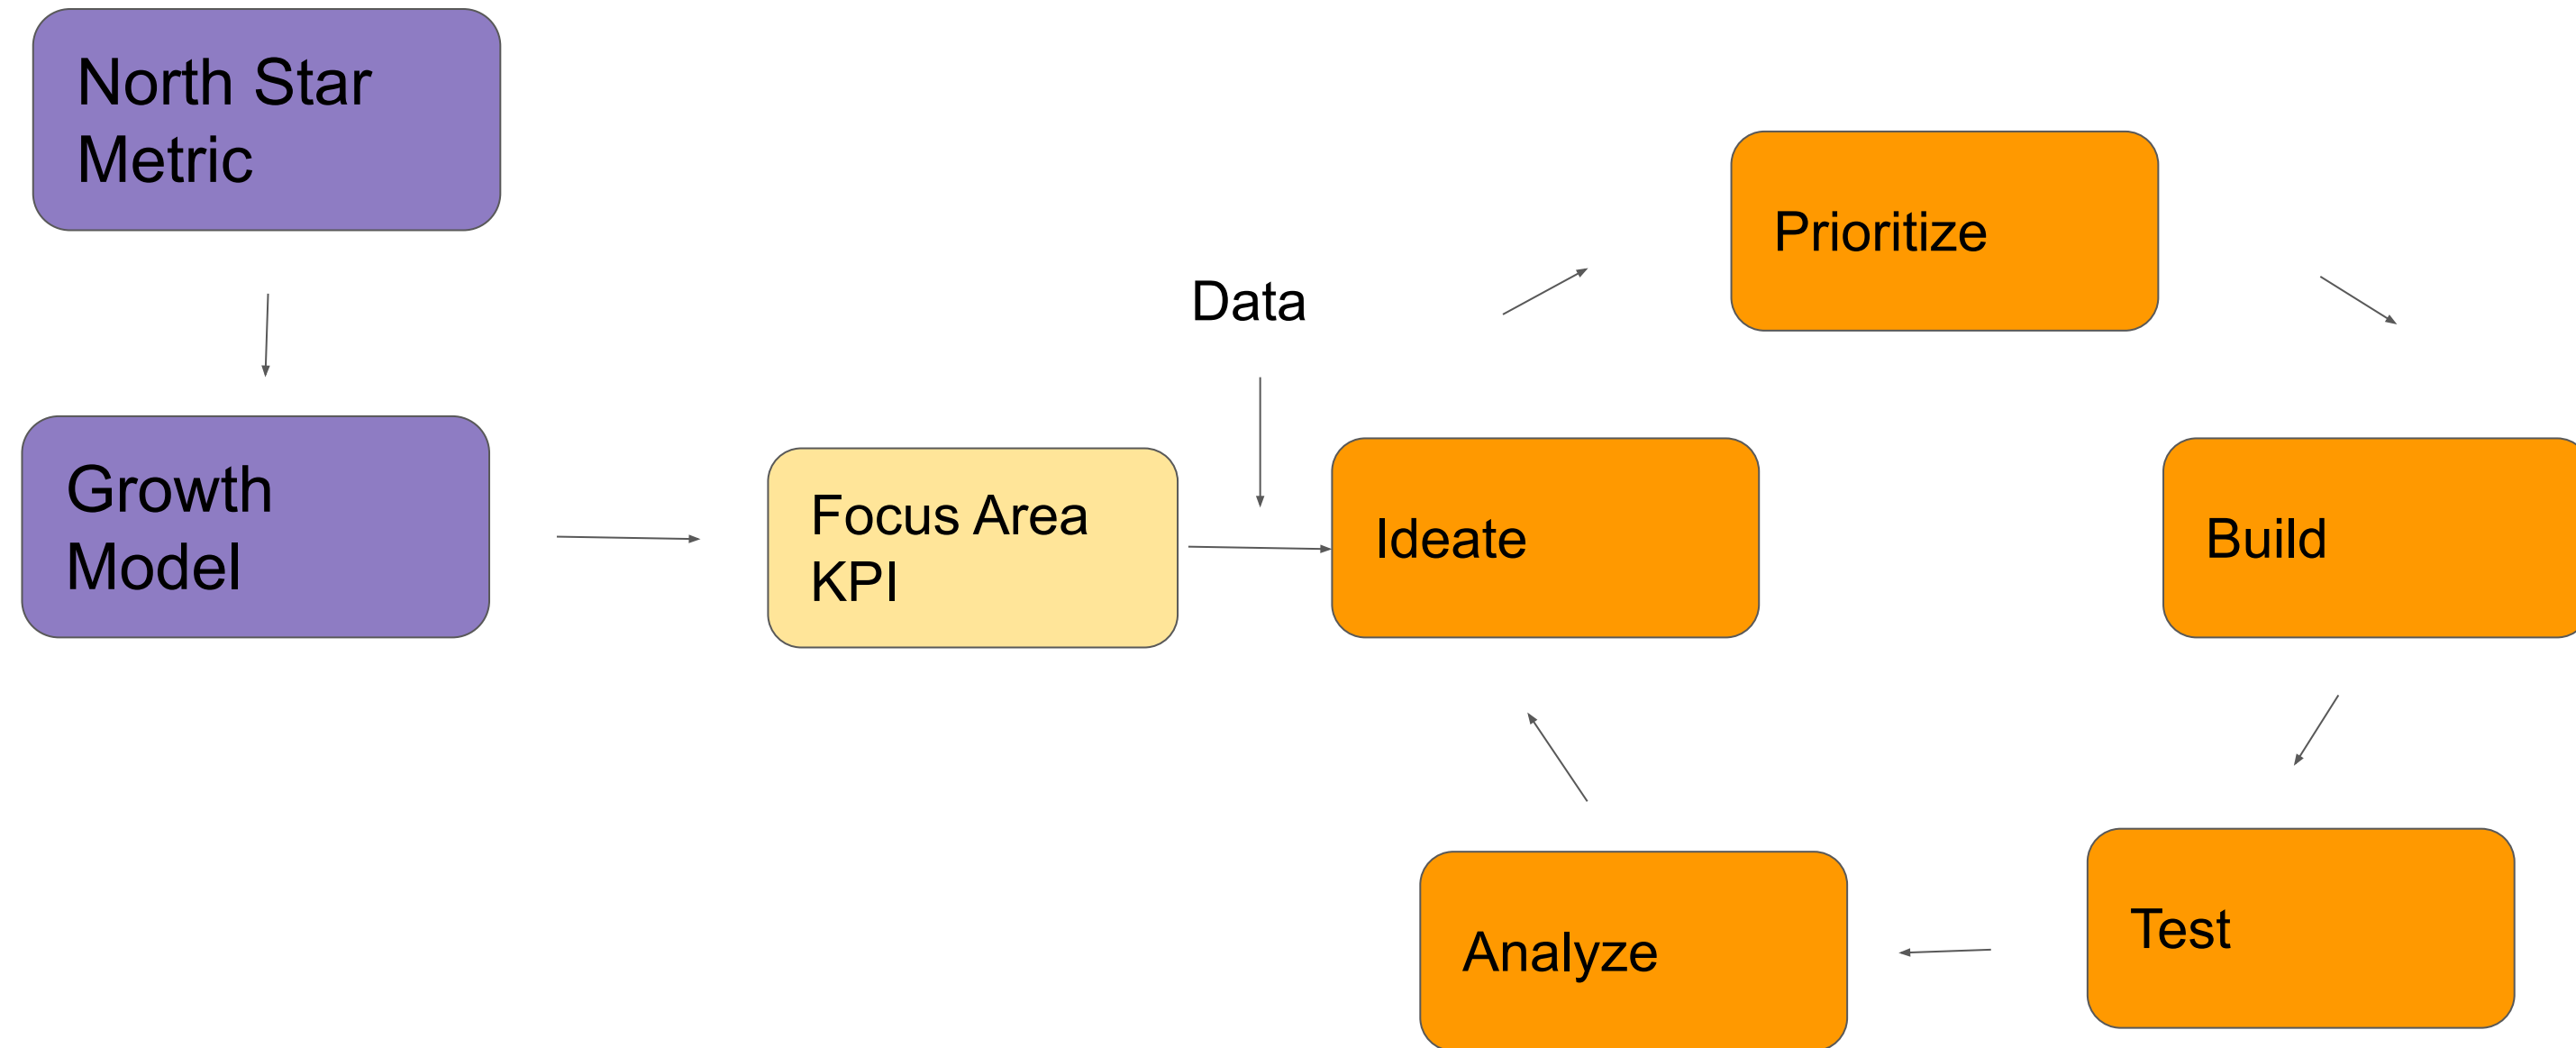 North Star
Metric
Growth
Model
Focus Area
KPI
Data
Ideate
Prioritize
Build
Test
Analyze